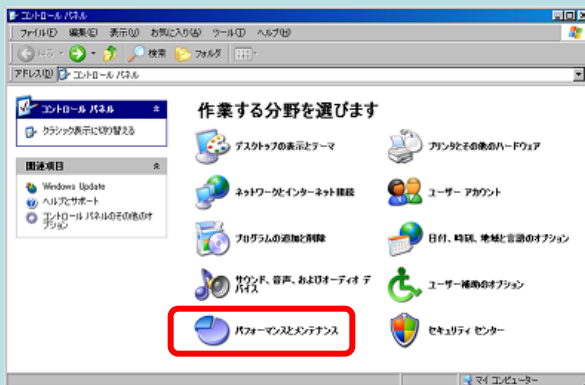 コントロール パネル
ファイル(F) 編集(E) 表示(V) お気に入り(A) ツール(T) ヘルプ(H)
戻る 検索 フォルダ
アドレス(D) コントロール パネル
コントロール パネル
クラシック表示に切り替える
関連項目
Windows Update
ヘルプとサポート
コントロール パネルのその他のオ
プション
作業する分野を選びます
デスクトップの表示とテーマ
プリンタとその他のハードウェア
ネットワークとインターネット接続
ユーザー アカウント
プログラムの追加と削除
日付、時刻、地域と言語のオプション
サウンド、音声、およびオーディオ デ
バイス
ユーザー補助のオプション
パフォーマンスとメンテナンス
セキュリティ センター
マイ コンピューター